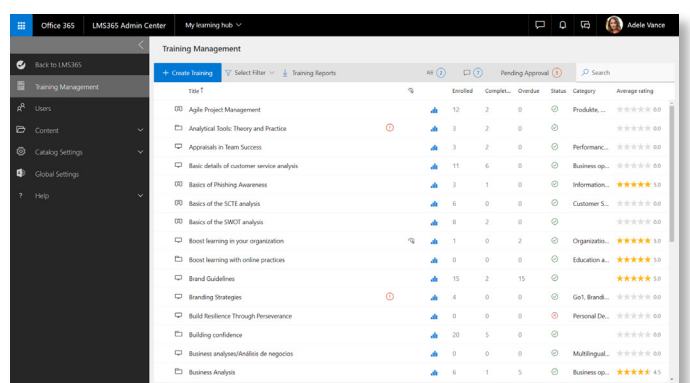 Office 365 LMS365 Admin Center My learning hub Adele Vance
Training Management
Back to LMS365
Training Management
Users
Content
Catalog Settings
Global Settings
? Help
+ Create Training Select Filter Training Reports 2 7 Pending Approval Search
Title ↑ Enrolled Complet... Overdue Status Category Average rating
Agile Project Management 12 2 0 Produkte, ... 0.0
Analytical Tools: Theory and Practice 3 2 0 0.0
Appraisals in Team Success 3 2 0 Performanc... 0.0
Basic details of customer service analysis 11 6 0 Business op... 0.0
Basics of Phishing Awareness 3 1 0 Information... 5.0
Basics of the SCTE analysis 6 0 0 Customer S... 0.0
Basics of the SWOT analysis 8 2 0 0.0
Boost learning in your organization 1 0 2 Organizatio... 5.0
Boost learning with online practices 0 0 0 Education a... 5.0
Brand Guidelines 15 2 15 5.0
Branding Strategies 4 0 0 Go1, Brandi... 0.0
Build Resilience Through Perseverance 0 0 0 Personal De... 0.0
Building confidence 20 5 0 0.0
Business analyses/Análisis de negocios 0 0 0 Multilingual... 0.0
Business Analysis 6 1 5 Business op... 4.5